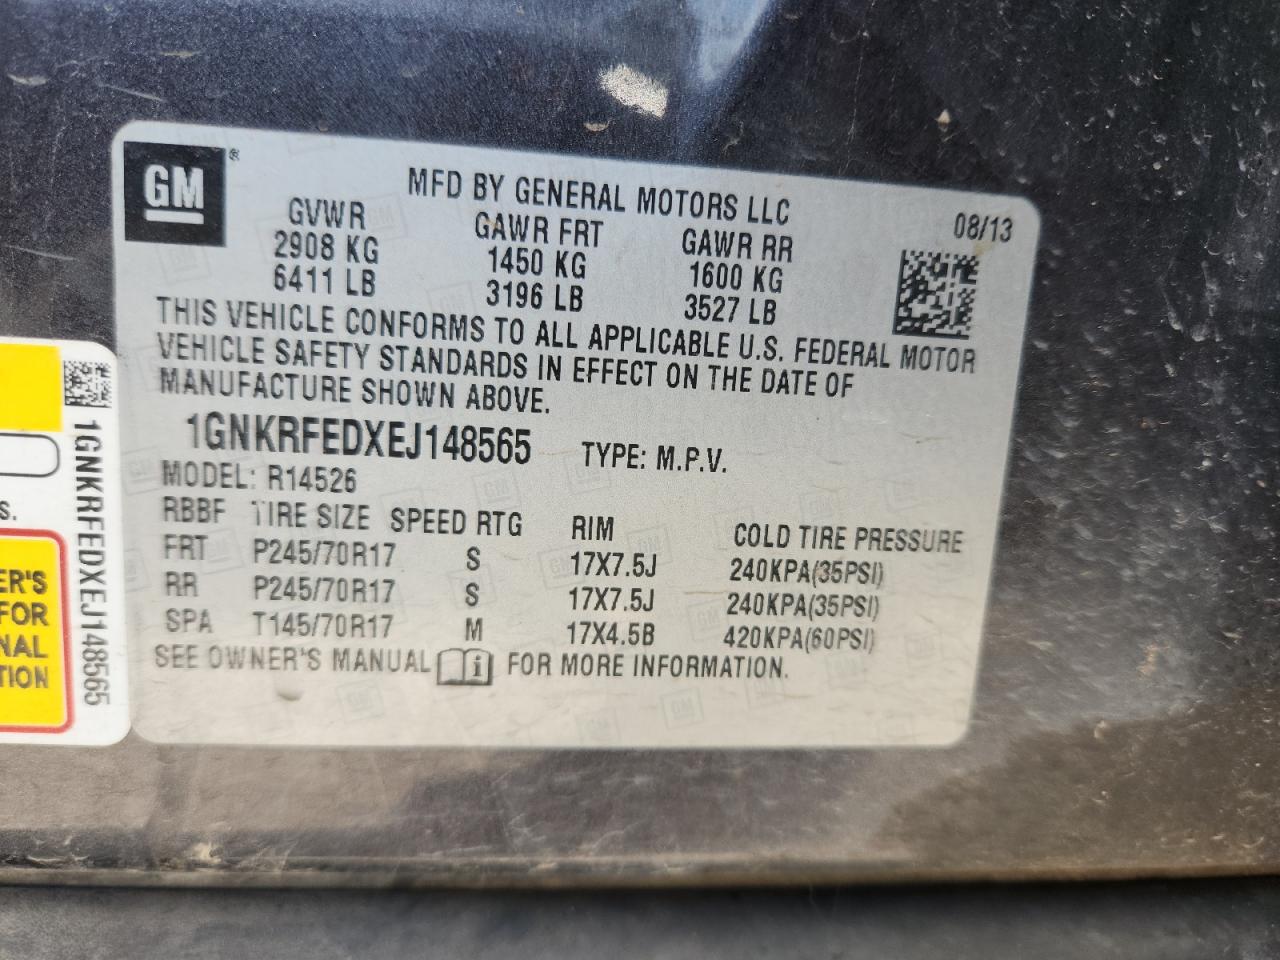 GM ®
MFD BY GENERAL MOTORS LLC
08/13
GVWR GAWR FRT GAWR RR
2908 KG 1450 KG 1600 KG
6411 LB 3196 LB 3527 LB
THIS VEHICLE CONFORMS TO ALL APPLICABLE U.S. FEDERAL MOTOR
VEHICLE SAFETY STANDARDS IN EFFECT ON THE DATE OF
MANUFACTURE SHOWN ABOVE.
1GNKRFEDXEJ148565 TYPE: M.P.V.
MODEL: R14526
RBBF TIRE SIZE SPEED RTG RIM COLD TIRE PRESSURE
FRT P245/70R17 S 17X7.5J 240KPA(35PSI)
RR P245/70R17 S 17X7.5J 240KPA(35PSI)
SPA T145/70R17 M 17X4.5B 420KPA(60PSI)
SEE OWNER'S MANUAL FOR MORE INFORMATION.
1GNKRFEDXEJ148565
S.
ER'S
FOR
NAL
TION